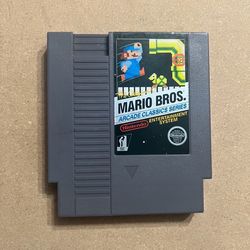 MARIO BROS.
ARCADE CLASSICS SERIES
Nintendo
ENTERTAINMENT
SYSTEM